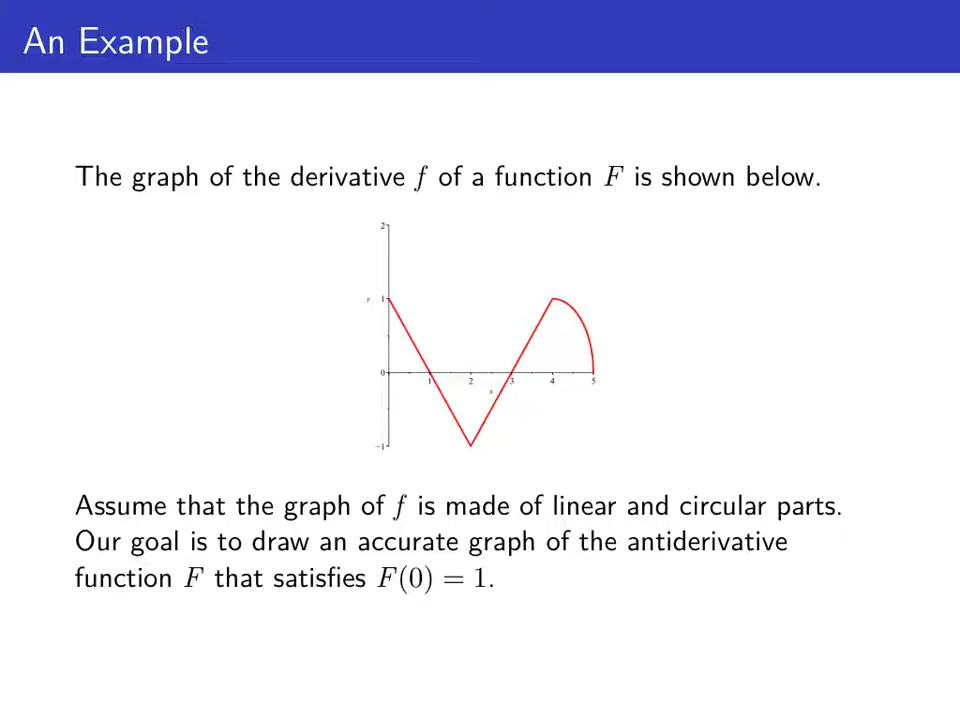 An Example
The graph of the derivative f of a function F is shown below.
2
y 1
0
1 2 3 4 5
x
−1
Assume that the graph of f is made of linear and circular parts.
Our goal is to draw an accurate graph of the antiderivative
function F that satisfies F(0) = 1.